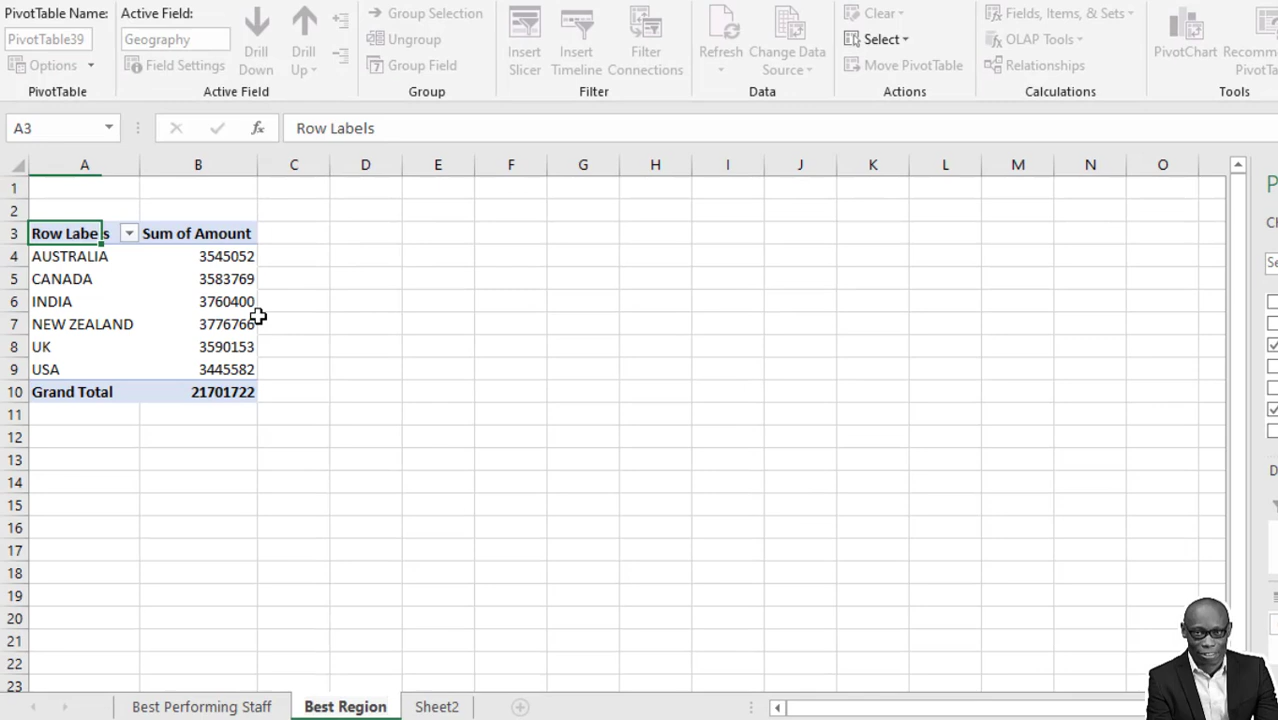 PivotTable Name: Active Field:
PivotTable39 Geography
Options Field Settings
Drill Down
Drill Up
Group Selection
Ungroup
Group Field
Insert Slicer
Insert Timeline
Filter Connections
Refresh
Change Data Source
Clear
Select
Move PivotTable
Fields, Items, & Sets
OLAP Tools
Relationships
PivotChart
PivotTable Active Field Group Filter Data Actions Calculations Tools
A3 fx Row Labels
A B C D E F G H I J K L M N O
1
2
3 Row Labels Sum of Amount
4 AUSTRALIA 3545052
5 CANADA 3583769
6 INDIA 3760400
7 NEW ZEALAND 3776766
8 UK 3590153
9 USA 3445582
10 Grand Total 21701722
11
12
13
14
15
16
17
18
19
20
21
22
23
Best Performing Staff Best Region Sheet2